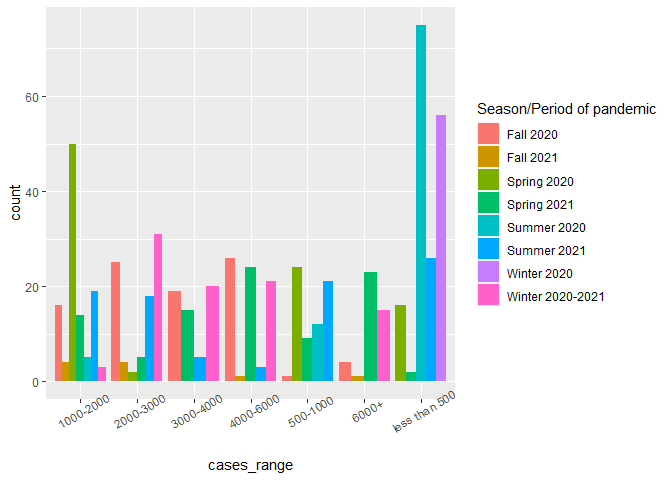 60
40
20
0
count
1000-2000
2000-3000
3000-4000
4000-6000
500-1000
6000+
less than 500
cases_range
Season/Period of pandemic
Fall 2020
Fall 2021
Spring 2020
Spring 2021
Summer 2020
Summer 2021
Winter 2020
Winter 2020-2021